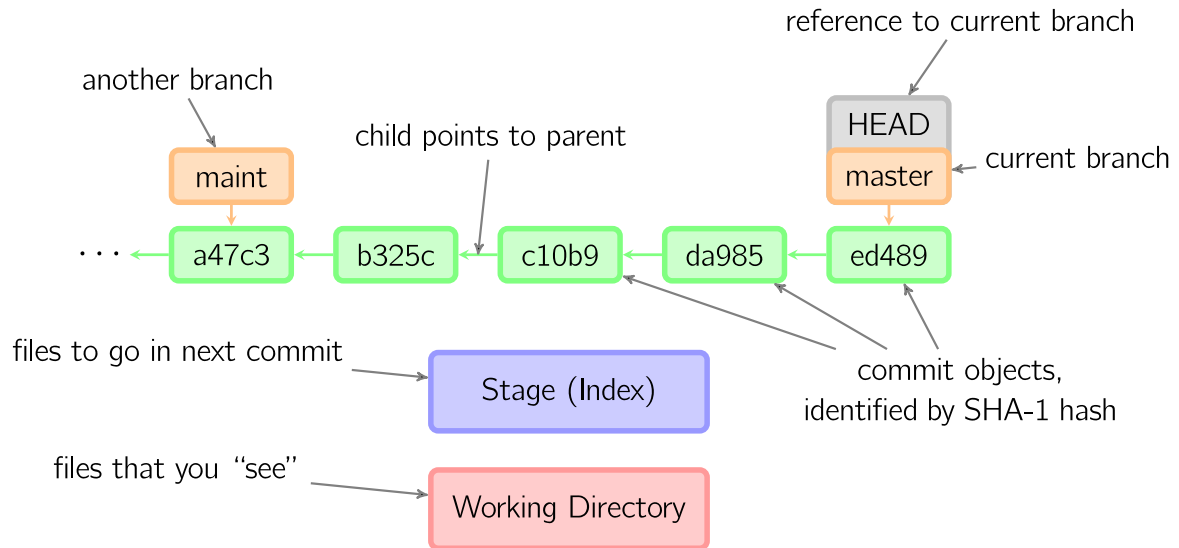 reference to current branch
another branch
HEAD
child points to parent
current branch
maint
master
...
a47c3
b325c
c10b9
da985
ed489
files to go in next commit
Stage (Index)
commit objects,
identified by SHA-1 hash
files that you “see”
Working Directory